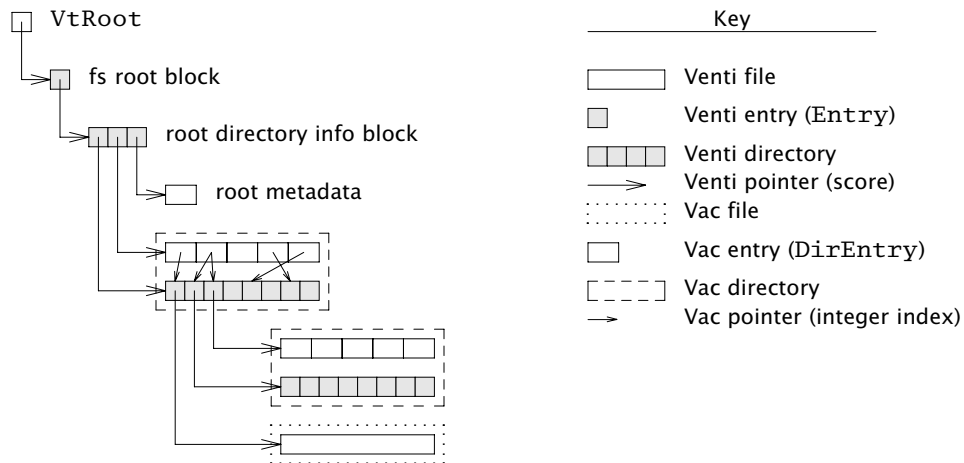 VtRoot
fs root block
root directory info block
root metadata
Key
Venti file
Venti entry (Entry)
Venti directory
Venti pointer (score)
Vac file
Vac entry (DirEntry)
Vac directory
Vac pointer (integer index)